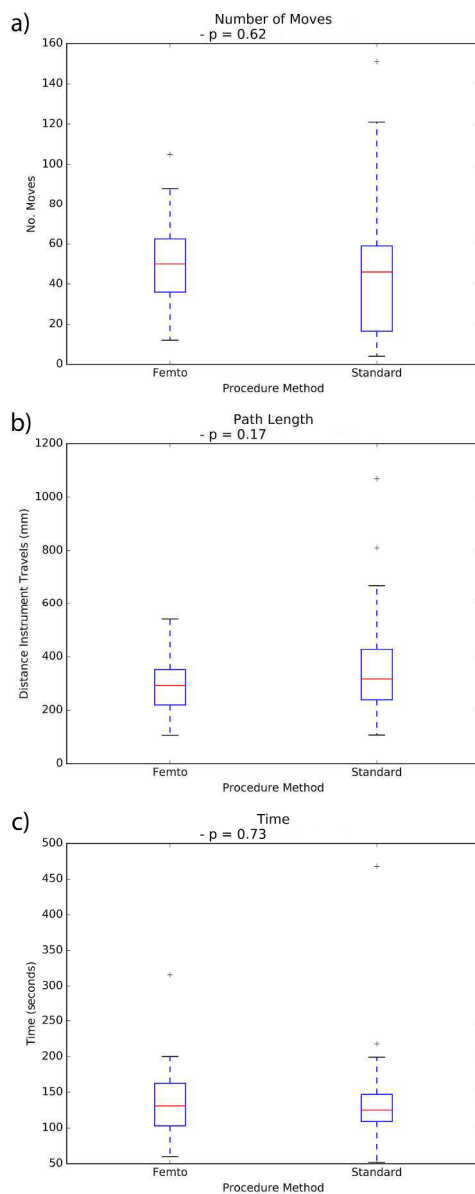 a)
Number of Moves
- p = 0.62
160
140
120
100
80
60
40
20
0
No. Moves
Femto Standard
Procedure Method
b)
Path Length
- p = 0.17
1200
1000
800
600
400
200
0
Distance Instrument Travels (mm)
Femto Standard
Procedure Method
c)
Time
- p = 0.73
500
450
400
350
300
250
200
150
100
50
Time (seconds)
Femto Standard
Procedure Method